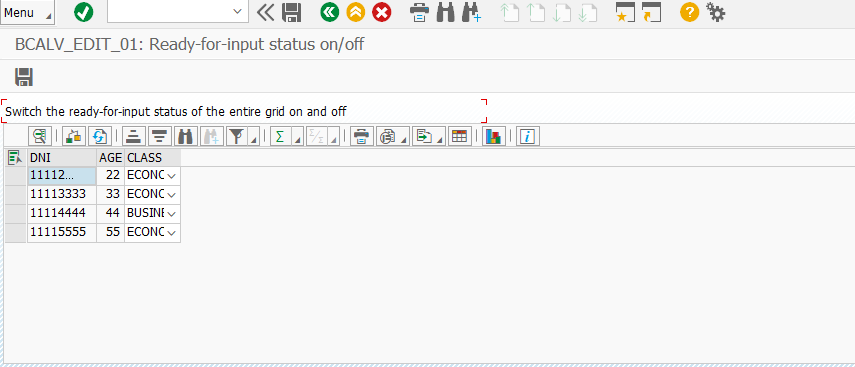 Menu
BCALV_EDIT_01: Ready-for-input status on/off
Switch the ready-for-input status of the entire grid on and off
Σ Σ/Σ i
DNI AGE CLASS
11112... 22 ECONC
11113333 33 ECONC
11114444 44 BUSINE
11115555 55 ECONC